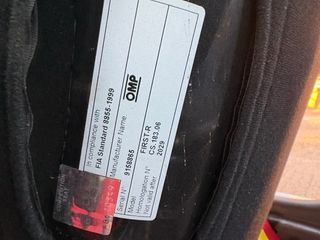 In compliance with
FIA Standard 8855-1999
Manufacturer Name OMP
Serial N° 9158865
Model FIRST-R
Homologation N° CS.183.06
Not valid after 2029